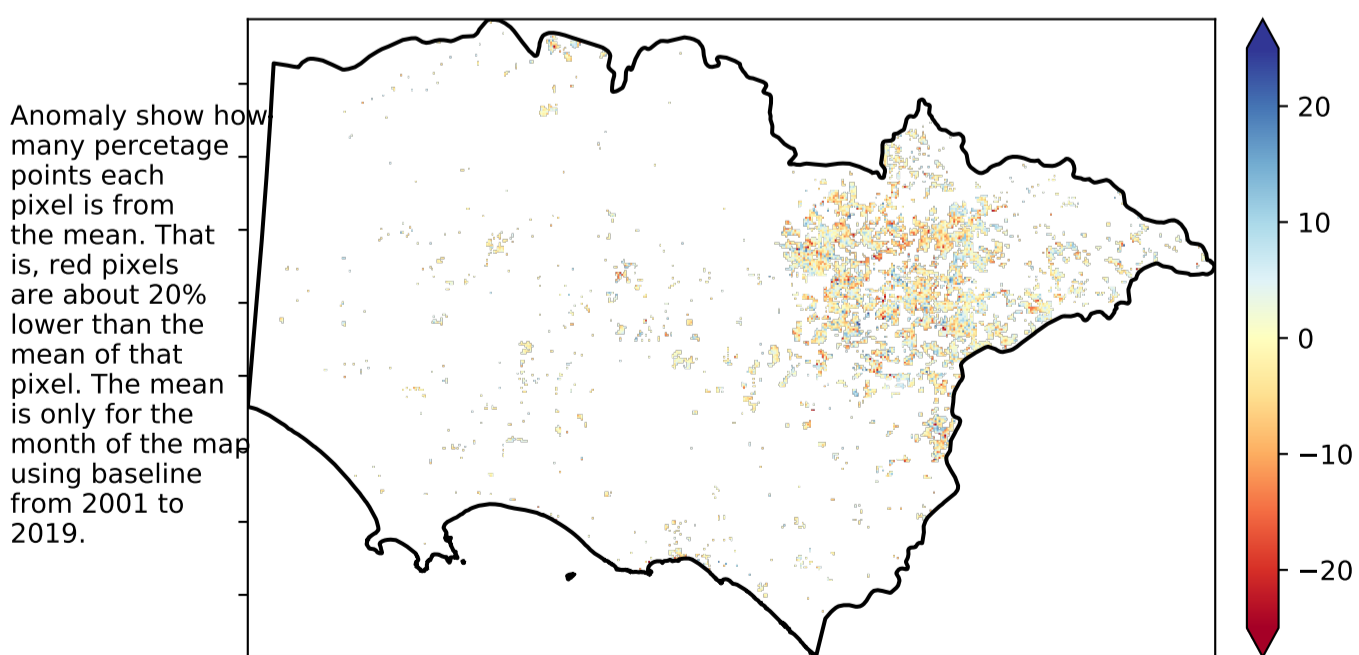 Anomaly show how
many percetage
points each
pixel is from
the mean. That
is, red pixels
are about 20%
lower than the
mean of that
pixel. The mean
is only for the
month of the map
using baseline
from 2001 to
2019.
20
10
0
−10
−20